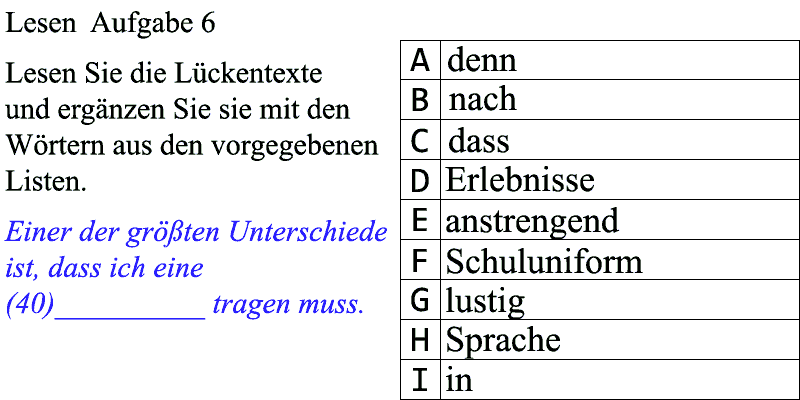 Lesen Aufgabe 6
Lesen Sie die Lückentexte
und ergänzen Sie sie mit den
Wörtern aus den vorgegebenen
Listen.
Einer der größten Unterschiede
ist, dass ich eine
(40)__________ tragen muss.
A denn
B nach
C dass
D Erlebnisse
E anstrengend
F Schuluniform
G lustig
H Sprache
I in